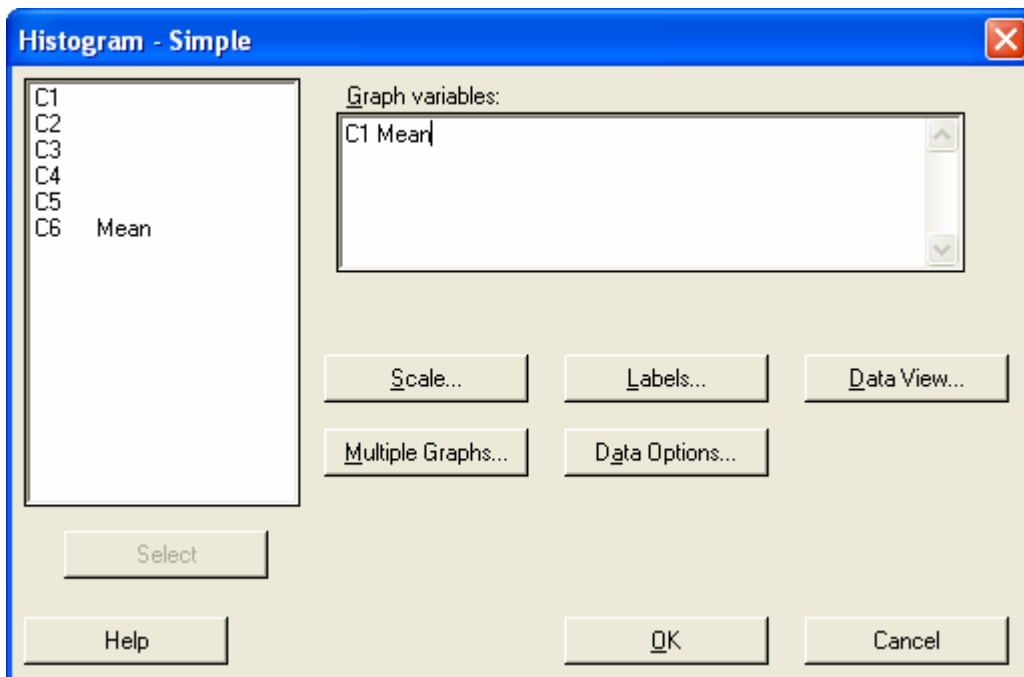 Histogram - Simple
C1
C2
C3
C4
C5
C6 Mean
Graph variables:
C1 Mean
Scale...
Labels...
Data View...
Multiple Graphs...
Data Options...
Select
Help
OK
Cancel